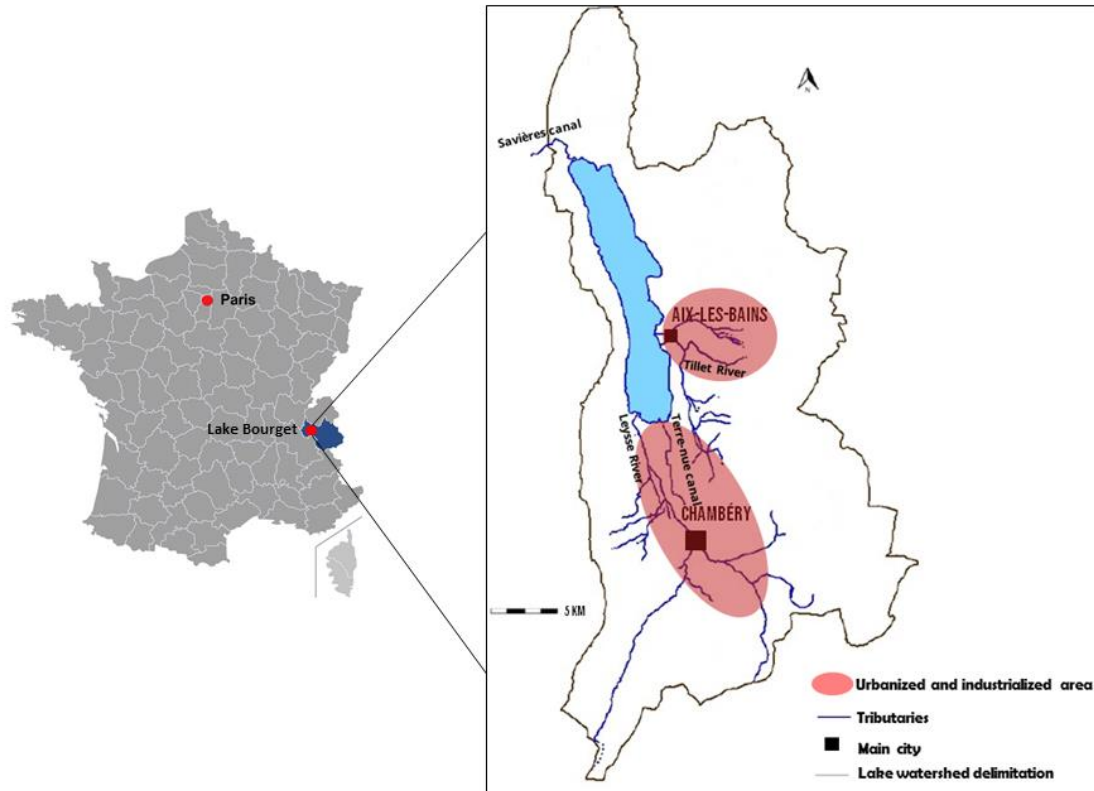 Paris
Lake Bourget
Savières canal
N
AIX-LES-BAINS
Tillet River
Leysse River
Terre-nue canal
CHAMBÉRY
5 KM
Urbanized and industrialized area
Tributaries
Main city
Lake watershed delimitation